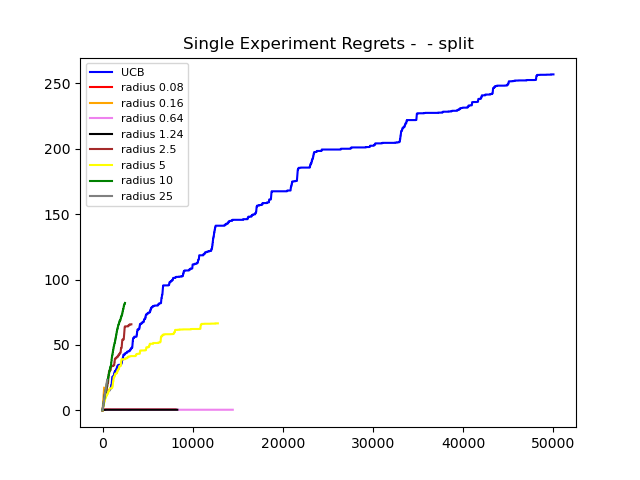 Single Experiment Regrets -  - split
UCB
radius 0.08
radius 0.16
radius 0.64
radius 1.24
radius 2.5
radius 5
radius 10
radius 25
250
200
150
100
50
0
0 10000 20000 30000 40000 50000